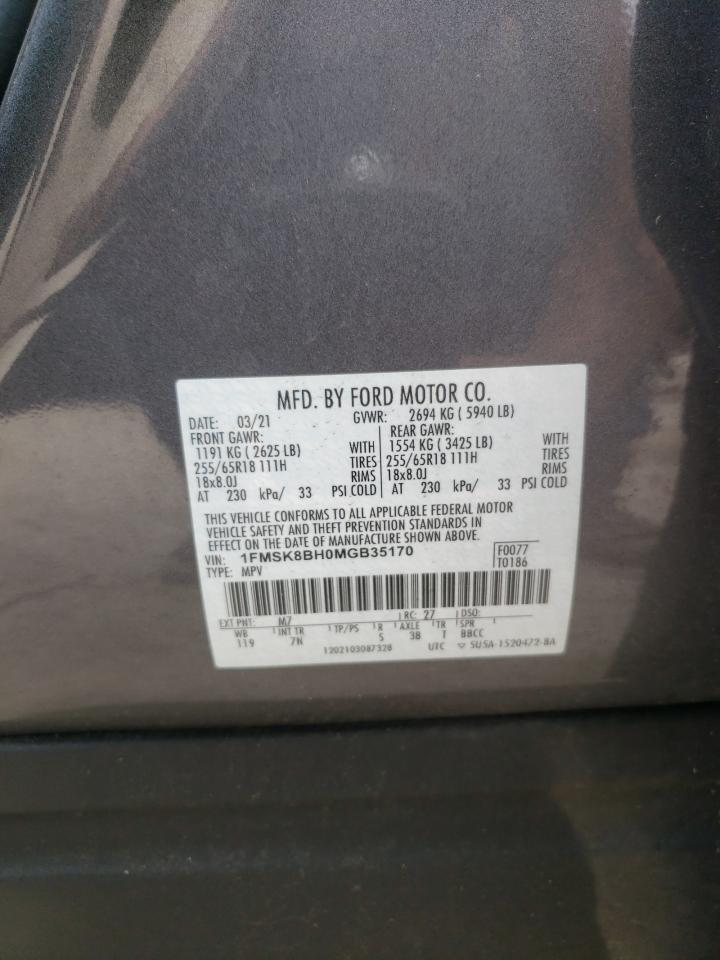 MFD. BY FORD MOTOR CO.
DATE: 03/21 GVWR: 2694 KG ( 5940 LB)
FRONT GAWR: REAR GAWR:
1191 KG ( 2625 LB) WITH 1554 KG ( 3425 LB) WITH
255/65R18 111H TIRES 255/65R18 111H TIRES
18x8.0J RIMS 18x8.0J RIMS
AT 230 kPa/ 33 PSI COLD AT 230 kPa/ 33 PSI COLD
THIS VEHICLE CONFORMS TO ALL APPLICABLE FEDERAL MOTOR
VEHICLE SAFETY AND THEFT PREVENTION STANDARDS IN
EFFECT ON THE DATE OF MANUFACTURE SHOWN ABOVE.
VIN: 1FMSK8BH0MGB35170 F0077
TYPE: MPV T0186
EXT PNT: M7 RC: 27 DSO:
WB INT TR TP/PS R AXLE TR SPR
119 7N S 3B T BBCC
1202103087328 UTC ▽ 5U5A-1520472-BA